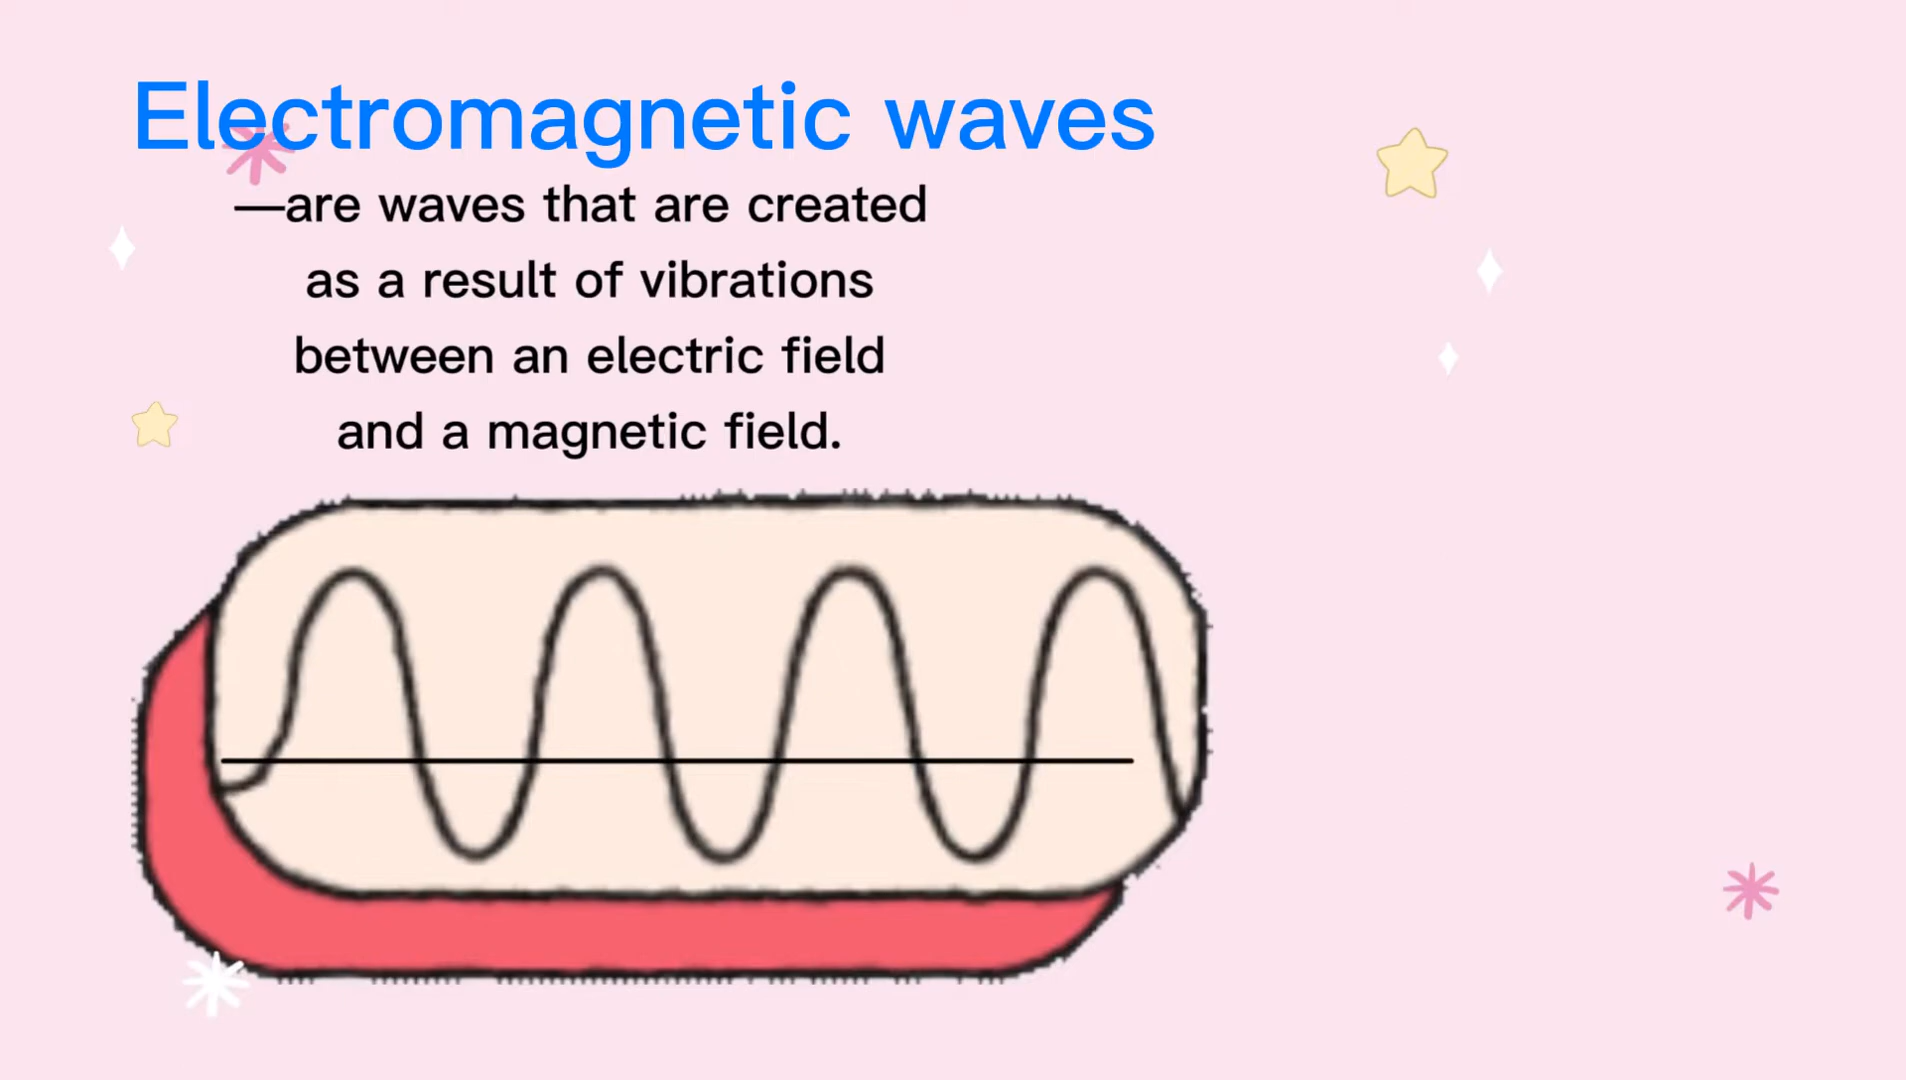 Electromagnetic waves
—are waves that are created
as a result of vibrations
between an electric field
and a magnetic field.